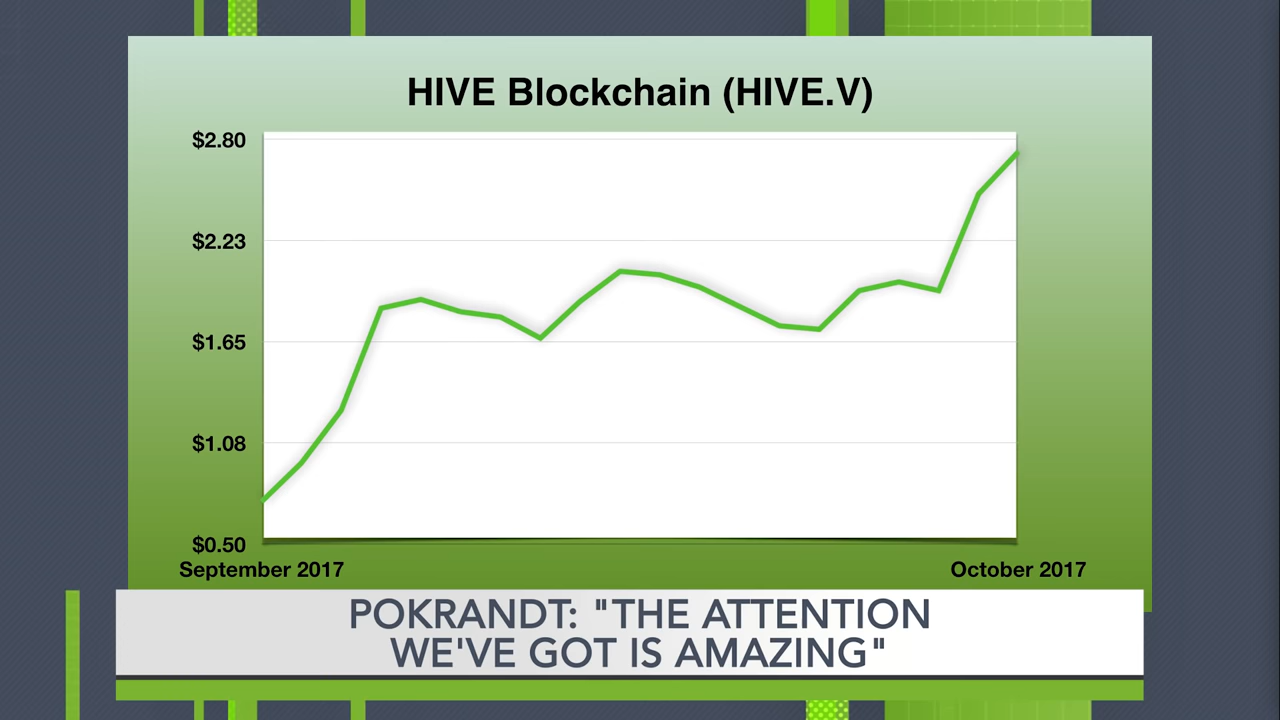 HIVE Blockchain (HIVE.V)
$2.80
$2.23
$1.65
$1.08
$0.50
September 2017 October 2017
POKRANDT: "THE ATTENTION
WE'VE GOT IS AMAZING"